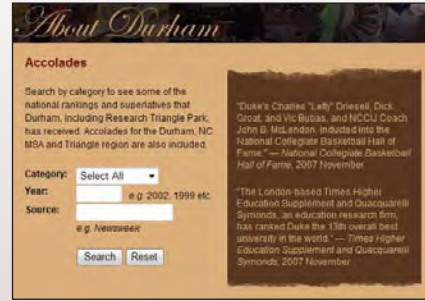 About Durham
Accolades
Search by category to see some of the
national rankings and superlatives that
Durham, including Research Triangle Park,
has received. Accolades for the Durham, NC
MSA and Triangle region are also included.
Category: Select All
Year: e.g. 2002, 1999 etc.
Source:
e.g. Newsweek
Search Reset
"Duke's Charles "Lefty" Driesell, Dick
Groat, and Vic Bubas, and NCCU Coach
John B. McLendon, inducted into the
National Collegiate Basketball Hall of
Fame." — National Collegiate Basketball
Hall of Fame, 2007 November
"The London-based Times Higher
Education Supplement and Quacquarelli
Symonds, an education research firm,
has ranked Duke the 13th overall best
university in the world." — Times Higher
Education Supplement and Quacquarelli
Symonds, 2007 November